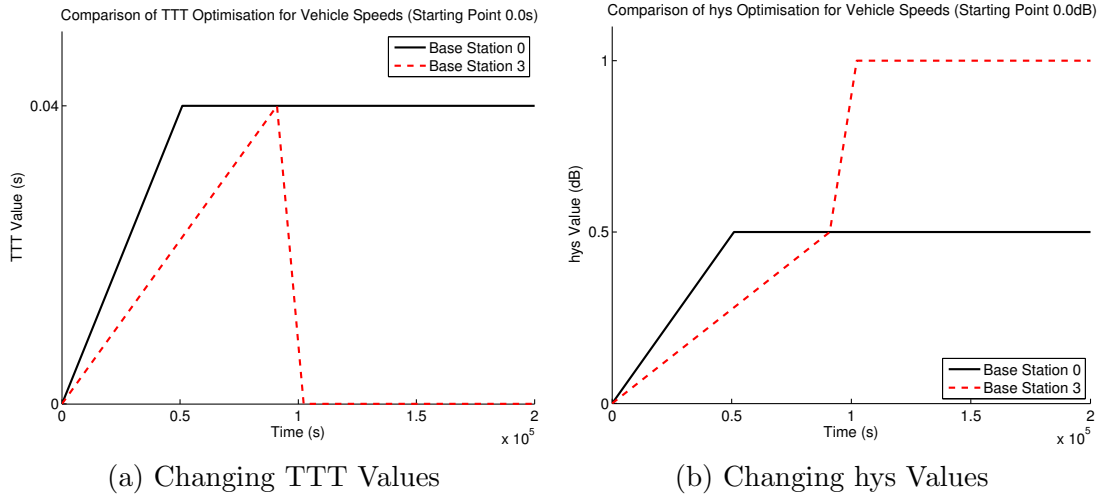 Comparison of TTT Optimisation for Vehicle Speeds (Starting Point 0.0s)
Base Station 0
Base Station 3
0.04
0
TTT Value (s)
0
0.5
1
1.5
2
Time (s)
x 10^5
(a) Changing TTT Values
Comparison of hys Optimisation for Vehicle Speeds (Starting Point 0.0dB)
1
0.5
0
hys Value (dB)
Base Station 0
Base Station 3
0
0.5
1
1.5
2
Time (s)
x 10^5
(b) Changing hys Values